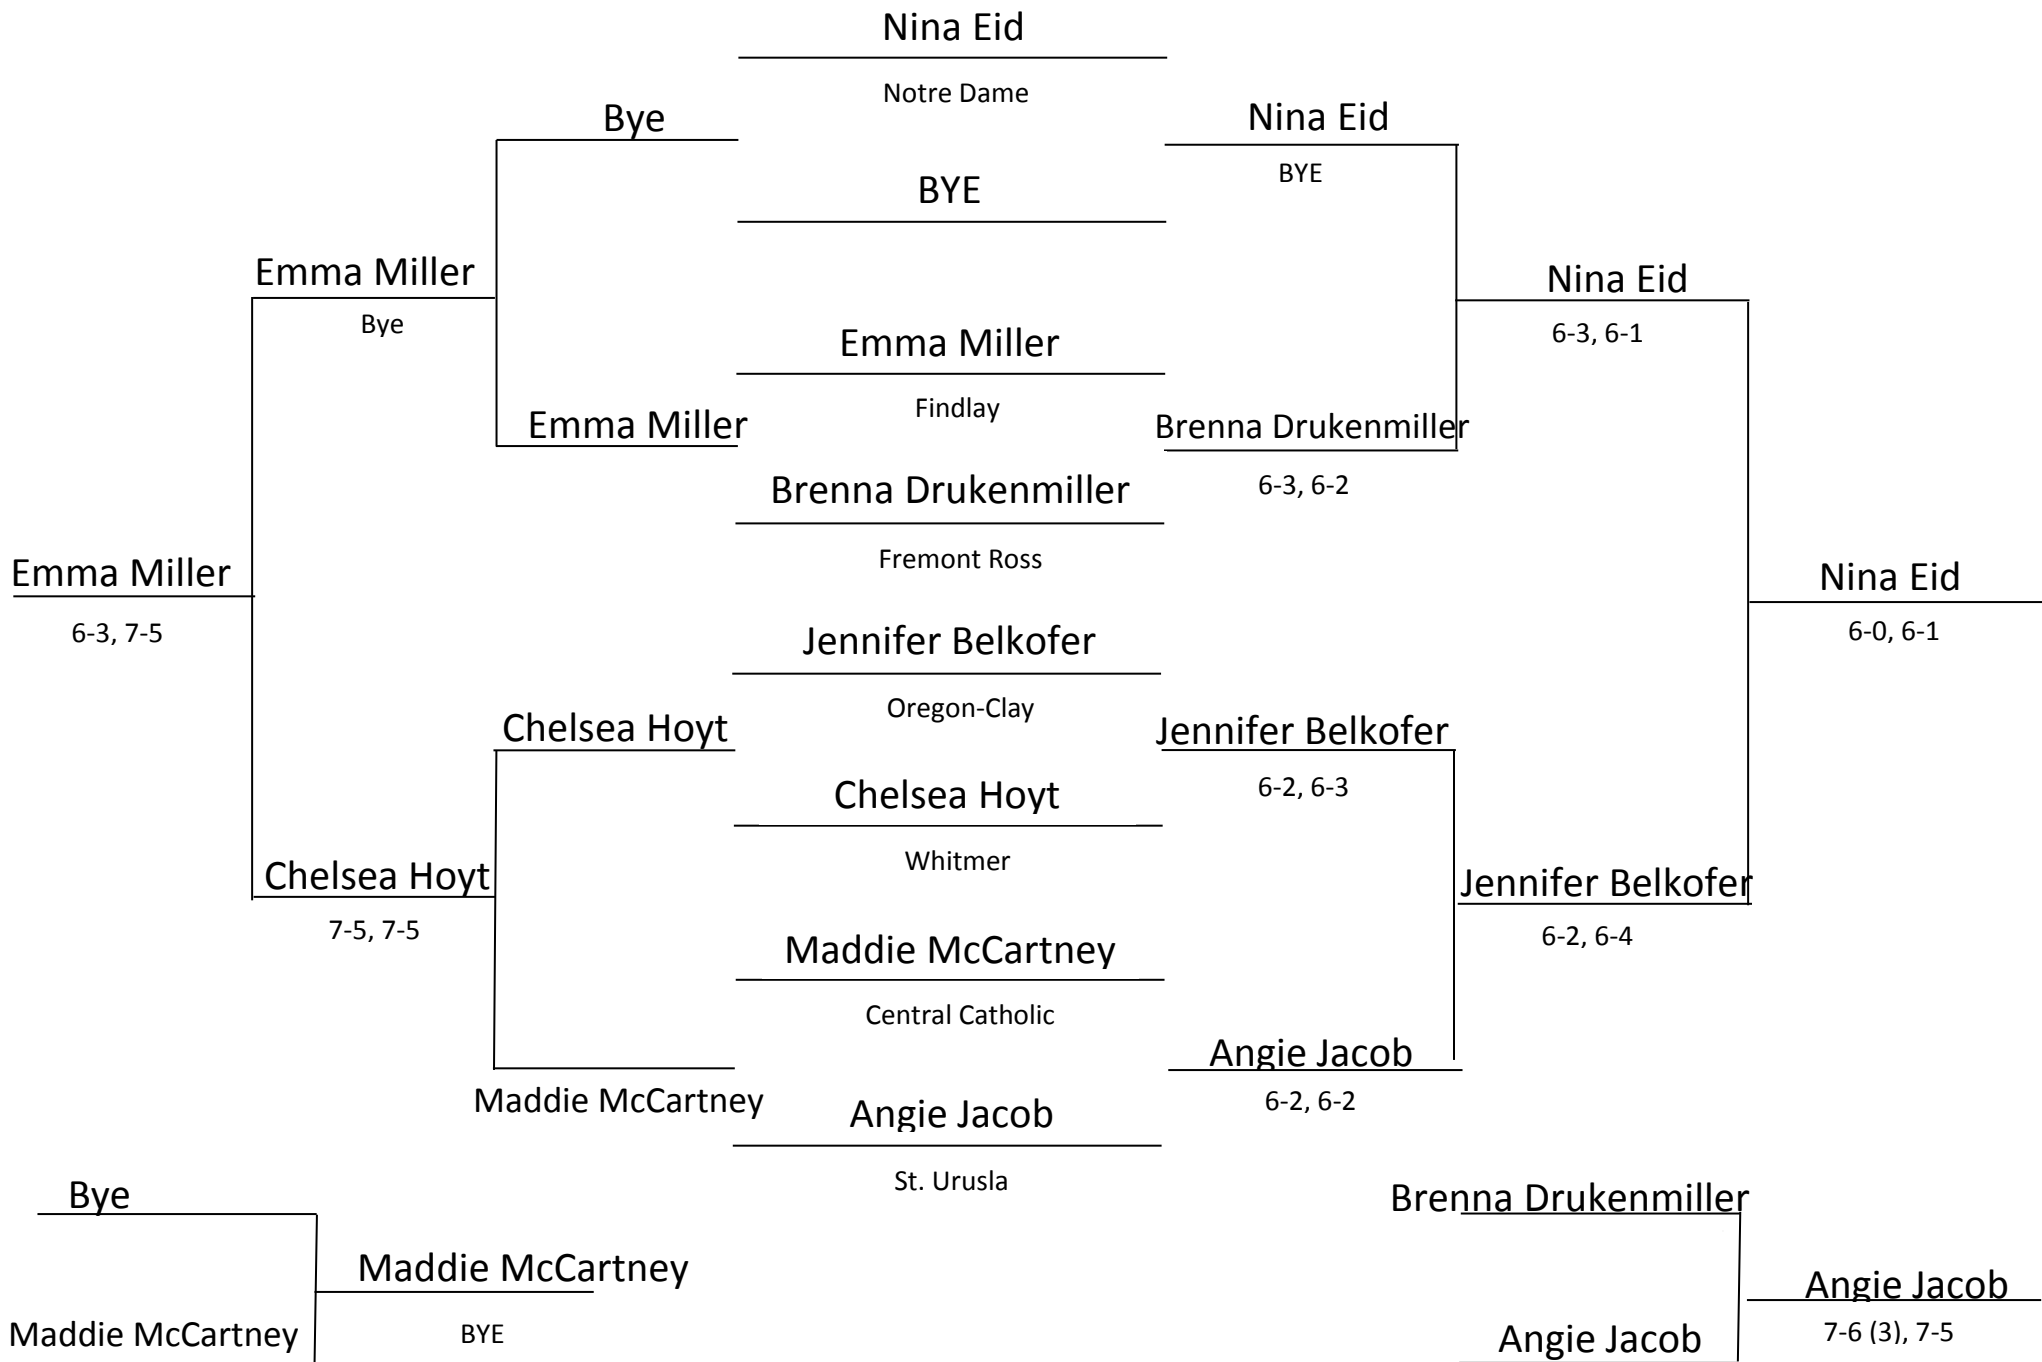 Nina Eid
Notre Dame
Bye
Nina Eid
BYE
BYE
Emma Miller
Bye
Nina Eid
6-3, 6-1
Emma Miller
Findlay
Emma Miller
Brenna Drukenmiller
6-3, 6-2
Brenna Drukenmiller
Fremont Ross
Emma Miller
6-3, 7-5
Nina Eid
6-0, 6-1
Jennifer Belkofer
Oregon-Clay
Chelsea Hoyt
Jennifer Belkofer
6-2, 6-3
Chelsea Hoyt
Whitmer
Chelsea Hoyt
7-5, 7-5
Jennifer Belkofer
6-2, 6-4
Maddie McCartney
Central Catholic
Angie Jacob
6-2, 6-2
Maddie McCartney
Angie Jacob
St. Urusla
Bye
Maddie McCartney
BYE
Maddie McCartney
Brenna Drukenmiller
Angie Jacob
7-6 (3), 7-5
Angie Jacob